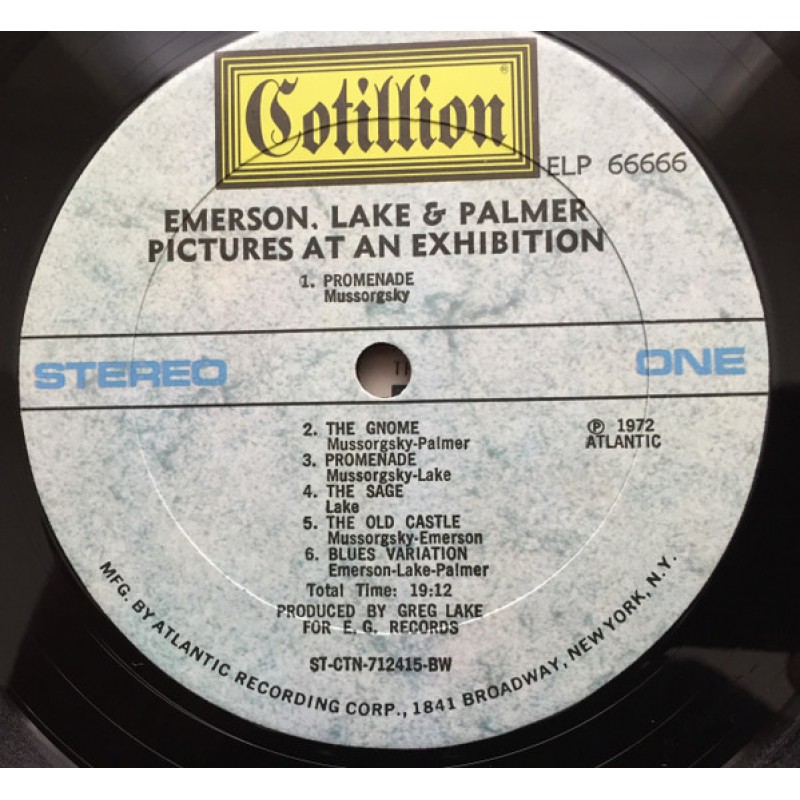 Cotillion®
ELP 66666
EMERSON, LAKE & PALMER
PICTURES AT AN EXHIBITION
1. PROMENADE
Mussorgsky
STEREO
ONE
2. THE GNOME
Mussorgsky-Palmer
3. PROMENADE
Mussorgsky-Lake
4. THE SAGE
Lake
5. THE OLD CASTLE
Mussorgsky-Emerson
6. BLUES VARIATION
Emerson-Lake-Palmer
Total Time: 19:12
PRODUCED BY GREG LAKE
FOR E. G. RECORDS
℗ 1972
ATLANTIC
ST-CTN-712415-BW
MFG. BY ATLANTIC RECORDING CORP., 1841 BROADWAY, NEW YORK, N.Y.